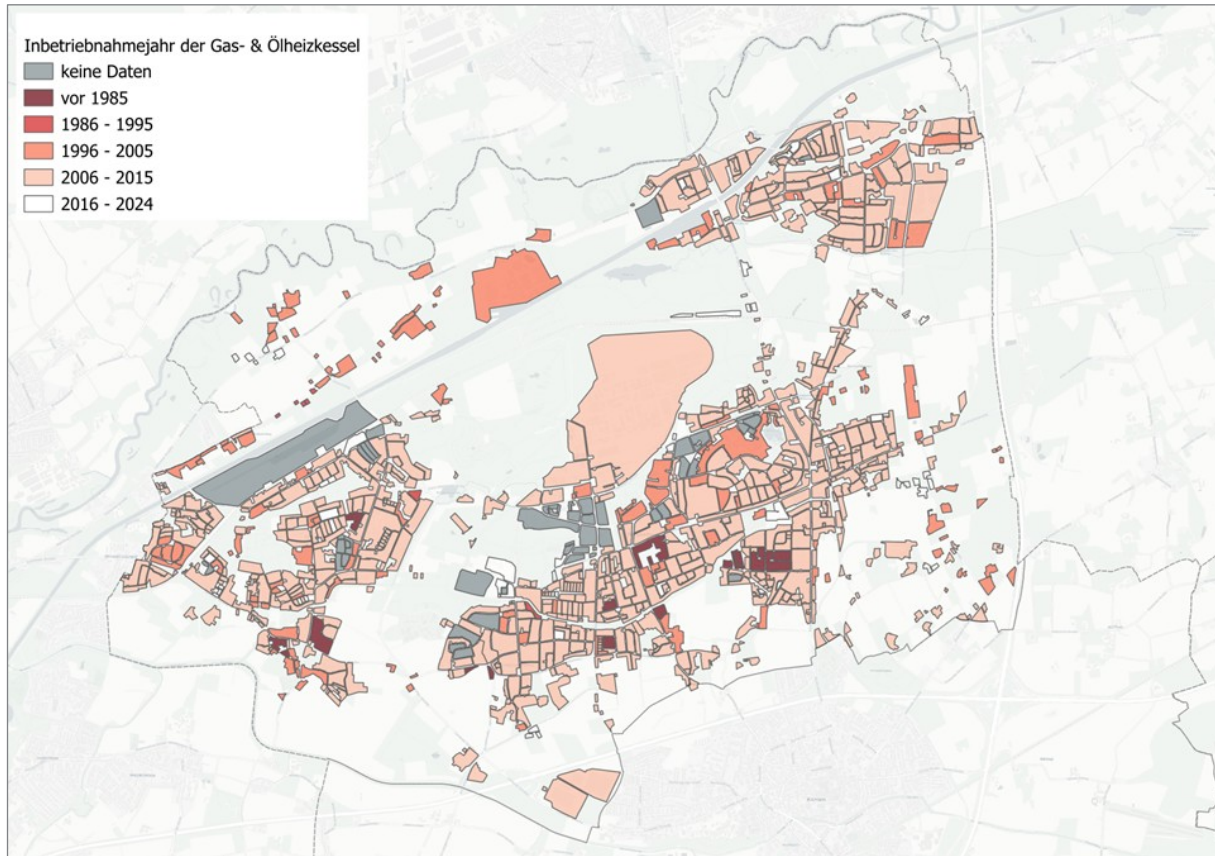 Inbetriebnahmejahr der Gas- & Ölheizkessel
keine Daten
vor 1985
1986 - 1995
1996 - 2005
2006 - 2015
2016 - 2024